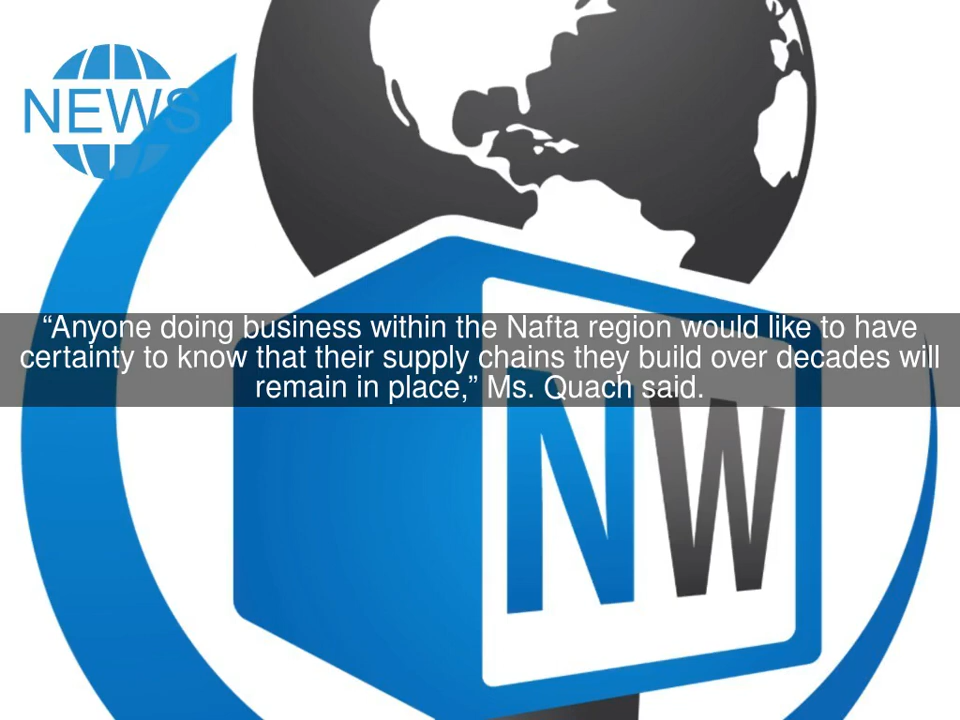 NEWS
“Anyone doing business within the Nafta region would like to have
certainty to know that their supply chains they build over decades will
remain in place,” Ms. Quach said.
NW